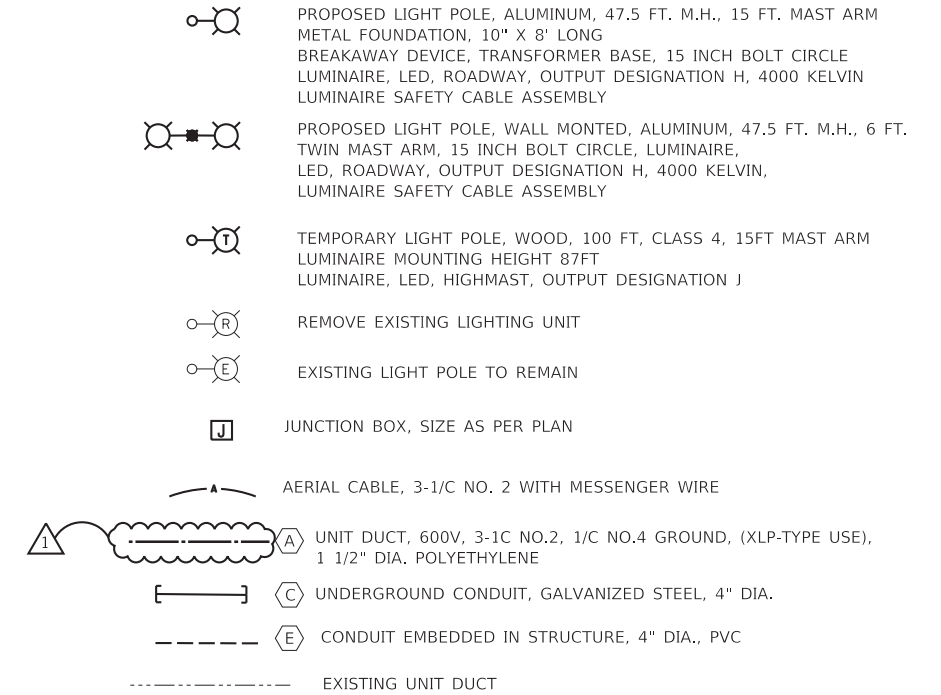 PROPOSED LIGHT POLE, ALUMINUM, 47.5 FT. M.H., 15 FT. MAST ARM
METAL FOUNDATION, 10" X 8' LONG
BREAKAWAY DEVICE, TRANSFORMER BASE, 15 INCH BOLT CIRCLE
LUMINAIRE, LED, ROADWAY, OUTPUT DESIGNATION H, 4000 KELVIN
LUMINAIRE SAFETY CABLE ASSEMBLY
PROPOSED LIGHT POLE, WALL MONTED, ALUMINUM, 47.5 FT. M.H., 6 FT.
TWIN MAST ARM, 15 INCH BOLT CIRCLE, LUMINAIRE,
LED, ROADWAY, OUTPUT DESIGNATION H, 4000 KELVIN,
LUMINAIRE SAFETY CABLE ASSEMBLY
T TEMPORARY LIGHT POLE, WOOD, 100 FT, CLASS 4, 15FT MAST ARM
LUMINAIRE MOUNTING HEIGHT 87FT
LUMINAIRE, LED, HIGHMAST, OUTPUT DESIGNATION J
R REMOVE EXISTING LIGHTING UNIT
E EXISTING LIGHT POLE TO REMAIN
J JUNCTION BOX, SIZE AS PER PLAN
A AERIAL CABLE, 3-1/C NO. 2 WITH MESSENGER WIRE
1 A UNIT DUCT, 600V, 3-1C NO.2, 1/C NO.4 GROUND, (XLP-TYPE USE),
1 1/2" DIA. POLYETHYLENE
C UNDERGROUND CONDUIT, GALVANIZED STEEL, 4" DIA.
E CONDUIT EMBEDDED IN STRUCTURE, 4" DIA., PVC
EXISTING UNIT DUCT